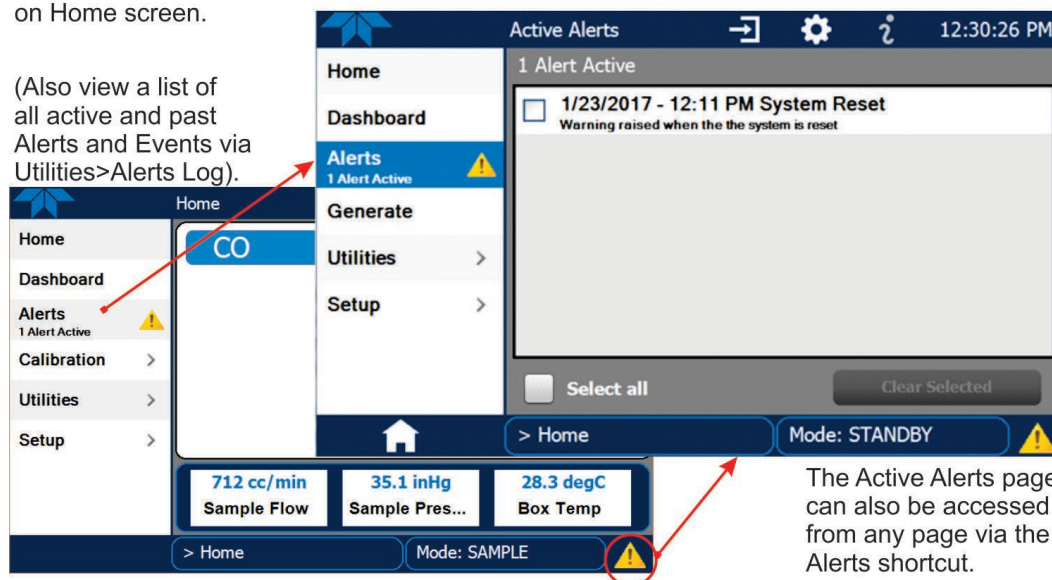 on Home screen.
(Also view a list of
all active and past
Alerts and Events via
Utilities>Alerts Log).
Active Alerts
12:30:26 PM
Home
Dashboard
Alerts
1 Alert Active
Generate
Utilities >
Setup >
1 Alert Active
1/23/2017 - 12:11 PM System Reset
Warning raised when the the system is reset
Select all
Clear Selected
> Home
Mode: STANDBY
Home
Home
Dashboard
Alerts
1 Alert Active
Calibration >
Utilities >
Setup >
CO
712 cc/min
Sample Flow
35.1 inHg
Sample Pres...
28.3 degC
Box Temp
> Home
Mode: SAMPLE
The Active Alerts page
can also be accessed
from any page via the
Alerts shortcut.